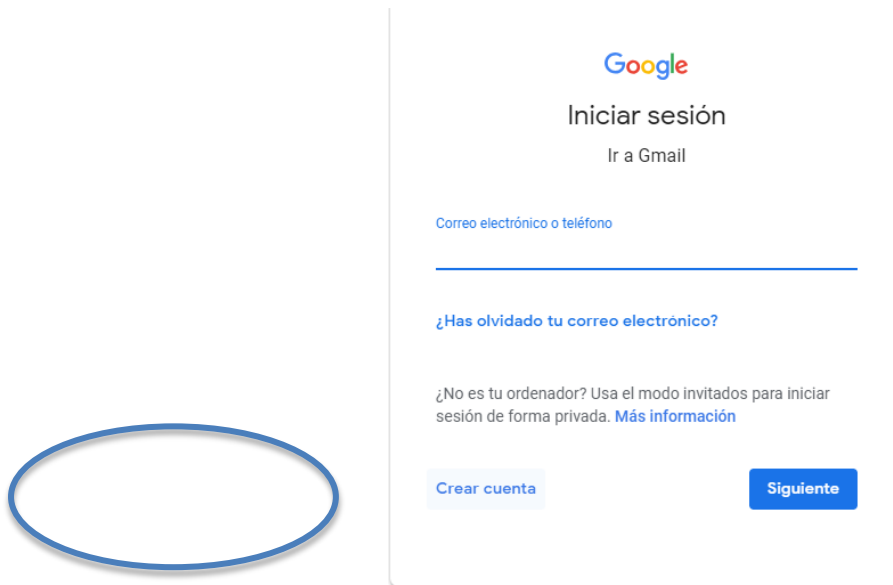 Google
Iniciar sesión
Ir a Gmail
Correo electrónico o teléfono
¿Has olvidado tu correo electrónico?
¿No es tu ordenador? Usa el modo invitados para iniciar
sesión de forma privada. Más información
Crear cuenta
Siguiente